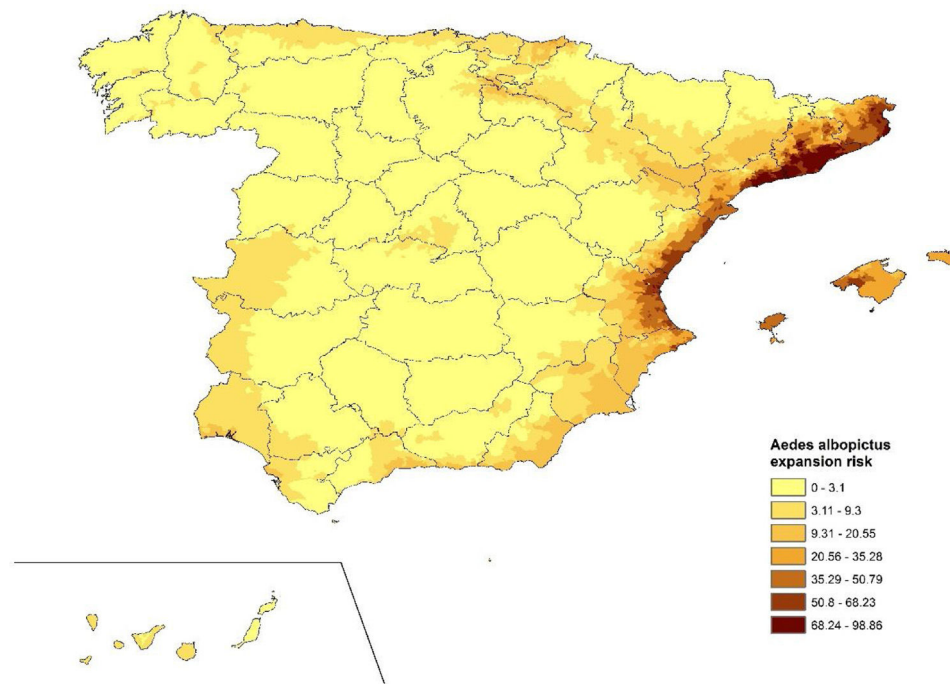 Aedes albopictus
expansion risk
0 - 3.1
3.11 - 9.3
9.31 - 20.55
20.56 - 35.28
35.29 - 50.79
50.8 - 68.23
68.24 - 98.86